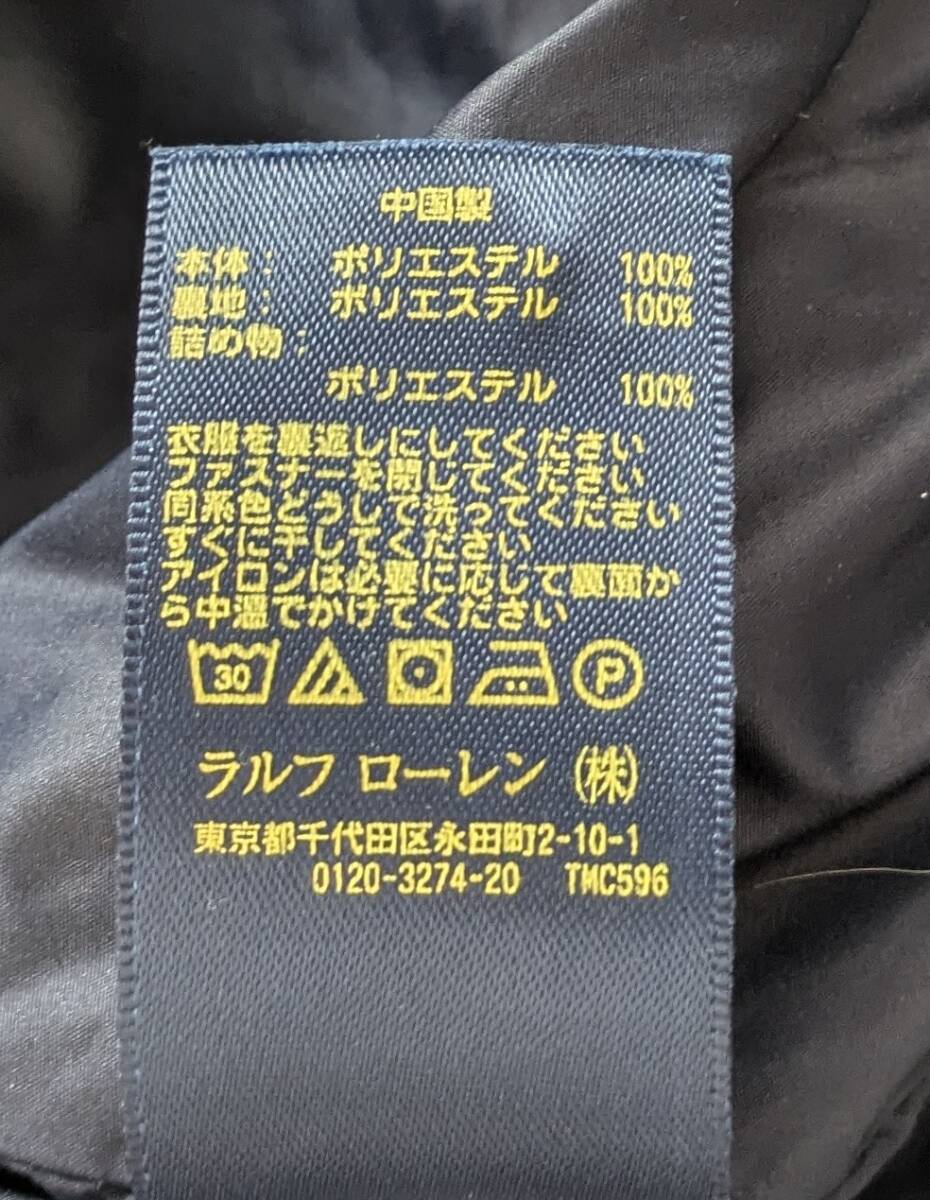 中国製
本体： ポリエステル 100%
裏地： ポリエステル 100%
詰め物：
ポリエステル 100%
衣服を裏返しにしてください
ファスナーを閉じてください
同系色どうしで洗ってください
すぐに干してください
アイロンは必要に応じて裏面か
ら中温でかけてください
30 P
ラルフ ローレン (株)
東京都千代田区永田町2-10-1
0120-3274-20 TMC596